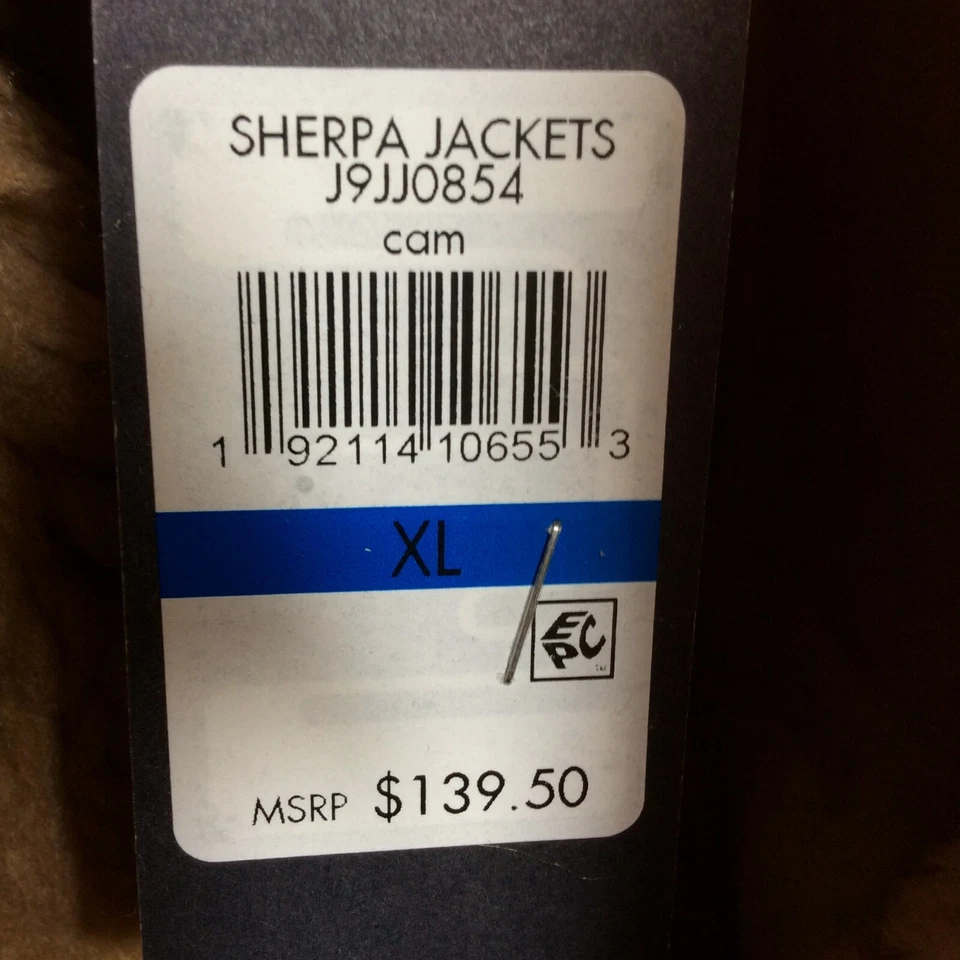 SHERPA JACKETS
J9JJ0854
cam
1 92114 10655 3
XL
EPC
MSRP $139.50